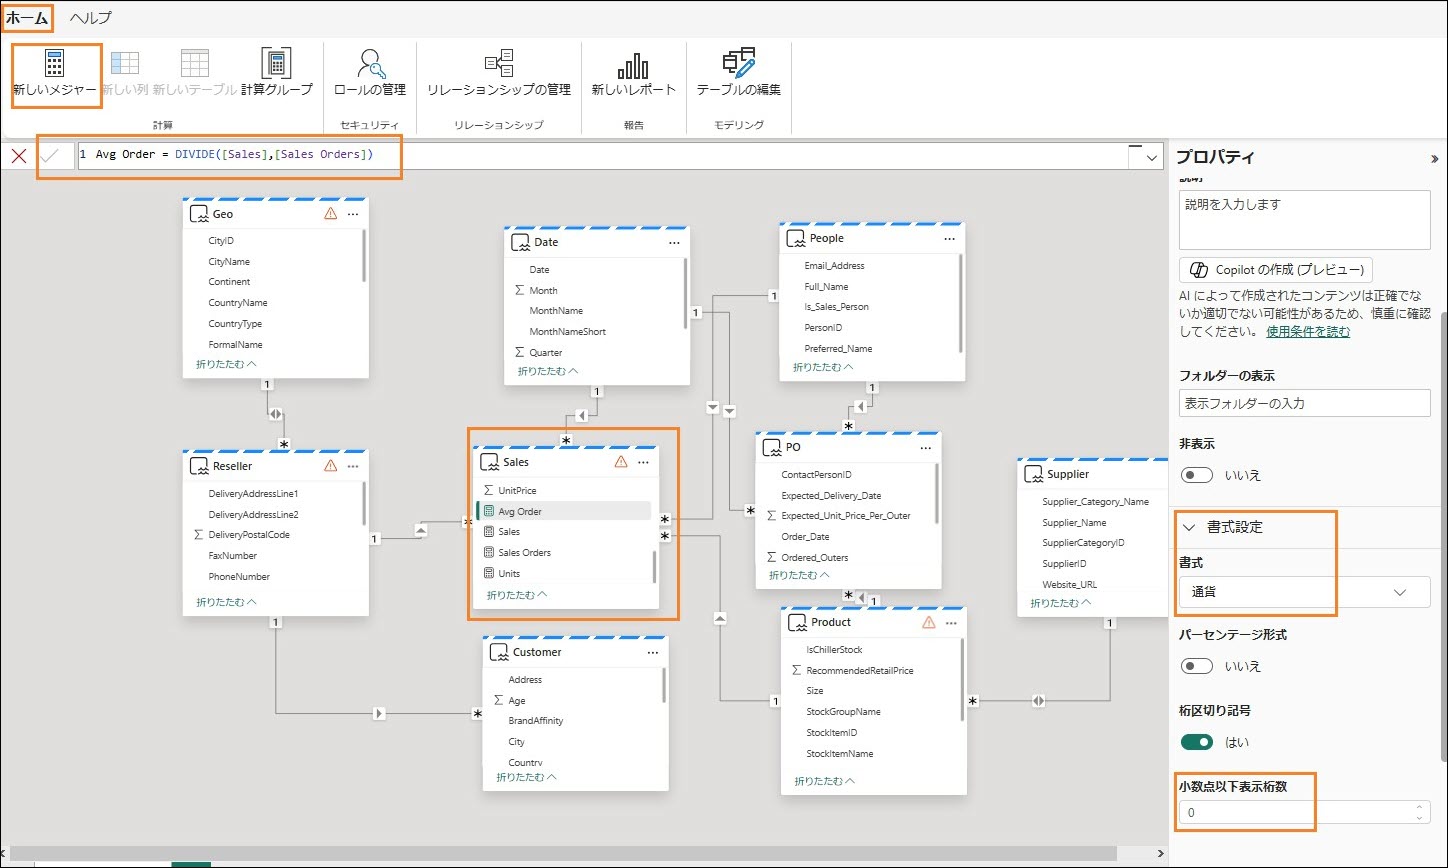 ホーム
ヘルプ
新しいメジャー
新しい列
新しいテーブル
計算グループ
ロールの管理
リレーションシップの管理
新しいレポート
テーブルの編集
計算
セキュリティ
リレーションシップ
報告
モデリング
1 Avg Order = DIVIDE([Sales],[Sales Orders])
Geo
CityID
CityName
Continent
CountryName
CountryType
FormalName
折りたたむ
Date
Date
Month
MonthName
MonthNameShort
Quarter
折りたたむ
People
Email_Address
Full_Name
Is_Sales_Person
PersonID
Preferred_Name
折りたたむ
1
1
1
1
1
*
*
*
Reseller
DeliveryAddressLine1
DeliveryAddressLine2
DeliveryPostalCode
FaxNumber
PhoneNumber
折りたたむ
1
1
*
Sales
UnitPrice
Avg Order
Sales
Sales Orders
Units
折りたたむ
*
*
*
PO
ContactPersonID
Expected_Delivery_Date
Expected_Unit_Price_Per_Outer
Order_Date
Ordered_Outers
折りたたむ
* 1
Supplier
Supplier_Category_Name
Supplier_Name
SupplierCategoryID
SupplierID
Website_URL
折りたたむ
1
Customer
Address
Age
BrandAffinity
City
Country
折りたたむ
*
Product
IsChillerStock
RecommendedRetailPrice
Size
StockGroupName
StockItemID
StockItemName
折りたたむ
1
*
プロパティ
説明
説明を入力します
Copilot の作成 (プレビュー)
AI によって作成されたコンテンツは正確でな
いか適切でない可能性があるため、慎重に確認
してください。 使用条件を読む
フォルダーの表示
表示フォルダーの入力
非表示
いいえ
書式設定
書式
通貨
パーセンテージ形式
いいえ
桁区切り記号
はい
小数点以下表示桁数
0